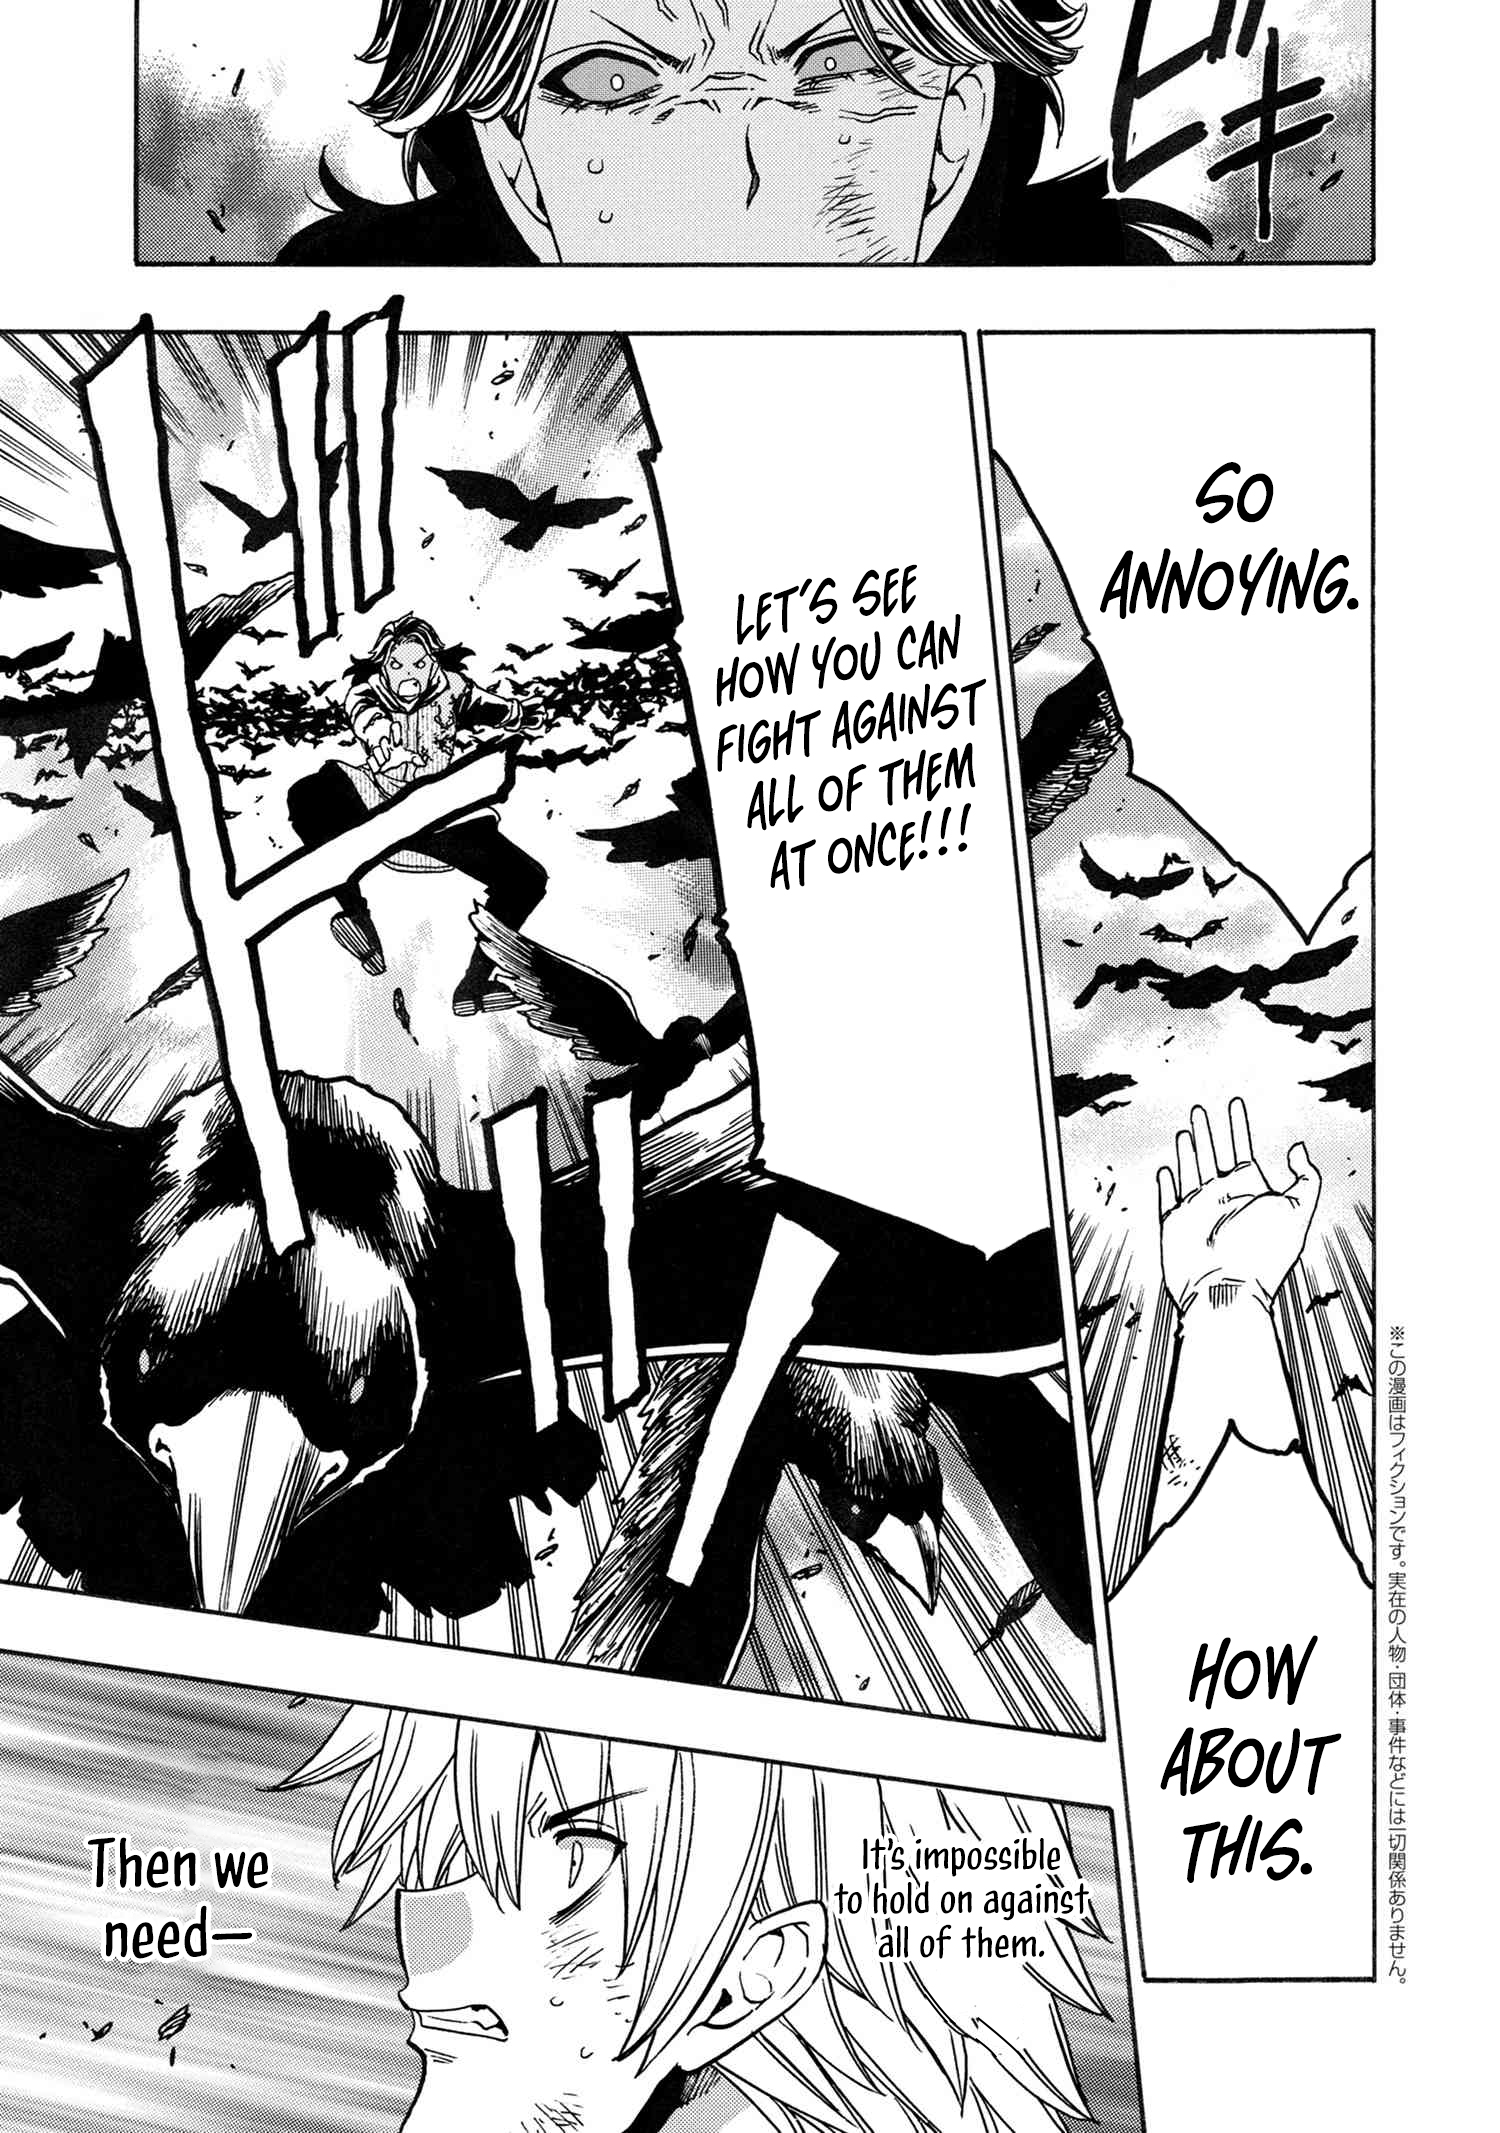 ビキ
SO
ANNOYING.
HOW
ABOUT
THIS.
LET'S SEE
HOW YOU CAN
FIGHT AGAINST
ALL OF THEM
AT ONCE!!!
It's impossible
to hold on against
all of them.
Then we
need—
※この漫画はフィクションです。実在の人物・団体・事件などには一切関係ありません。